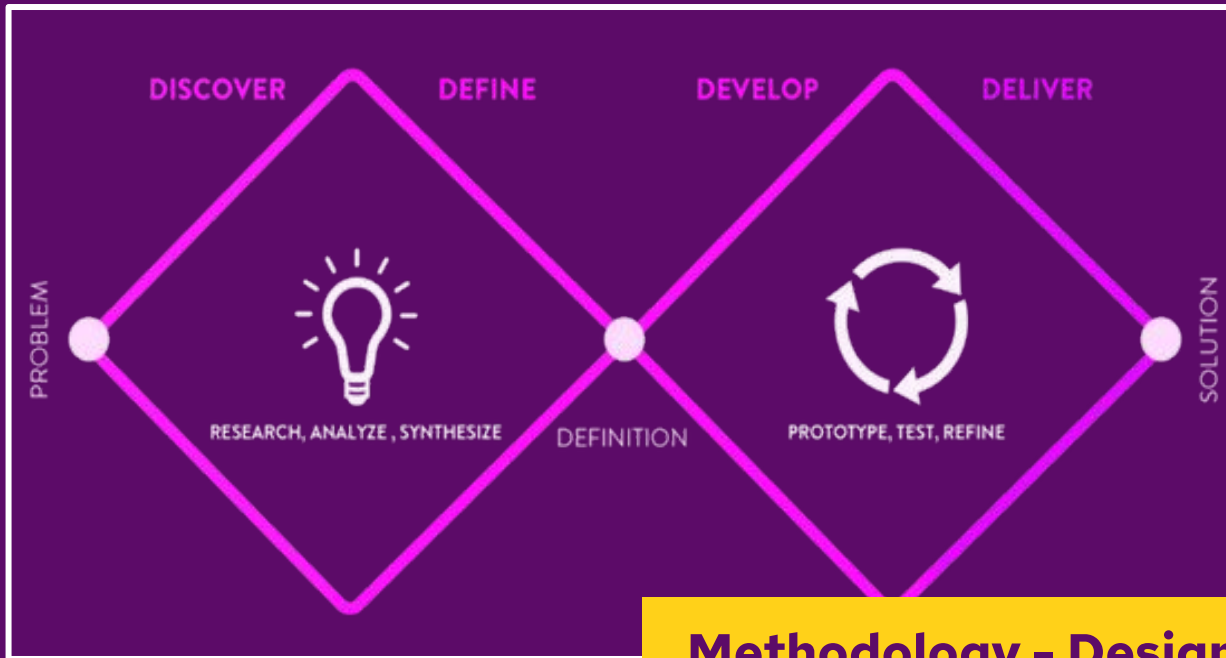 DISCOVER
DEFINE
DEVELOP
DELIVER
PROBLEM
SOLUTION
RESEARCH, ANALYZE , SYNTHESIZE
DEFINITION
PROTOTYPE, TEST, REFINE
Methodology - Design